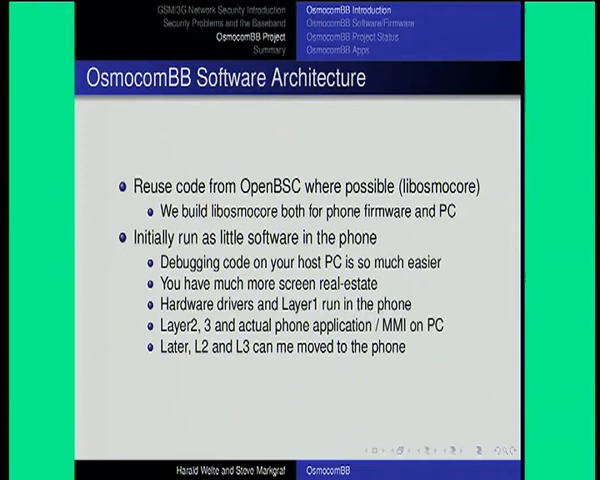 GSM/3G Network Security Introduction
Security Problems and the Baseband
OsmocomBB Project
Summary
OsmocomBB Introduction
OsmocomBB Software/Firmware
OsmocomBB Project Status
OsmocomBB Apps
OsmocomBB Software Architecture
Reuse code from OpenBSC where possible (libosmocore)
We build libosmocore both for phone firmware and PC
Initially run as little software in the phone
Debugging code on your host PC is so much easier
You have much more screen real-estate
Hardware drivers and Layer1 run in the phone
Layer2, 3 and actual phone application / MMI on PC
Later, L2 and L3 can me moved to the phone
Harald Welte and Steve Markgraf
OsmocomBB